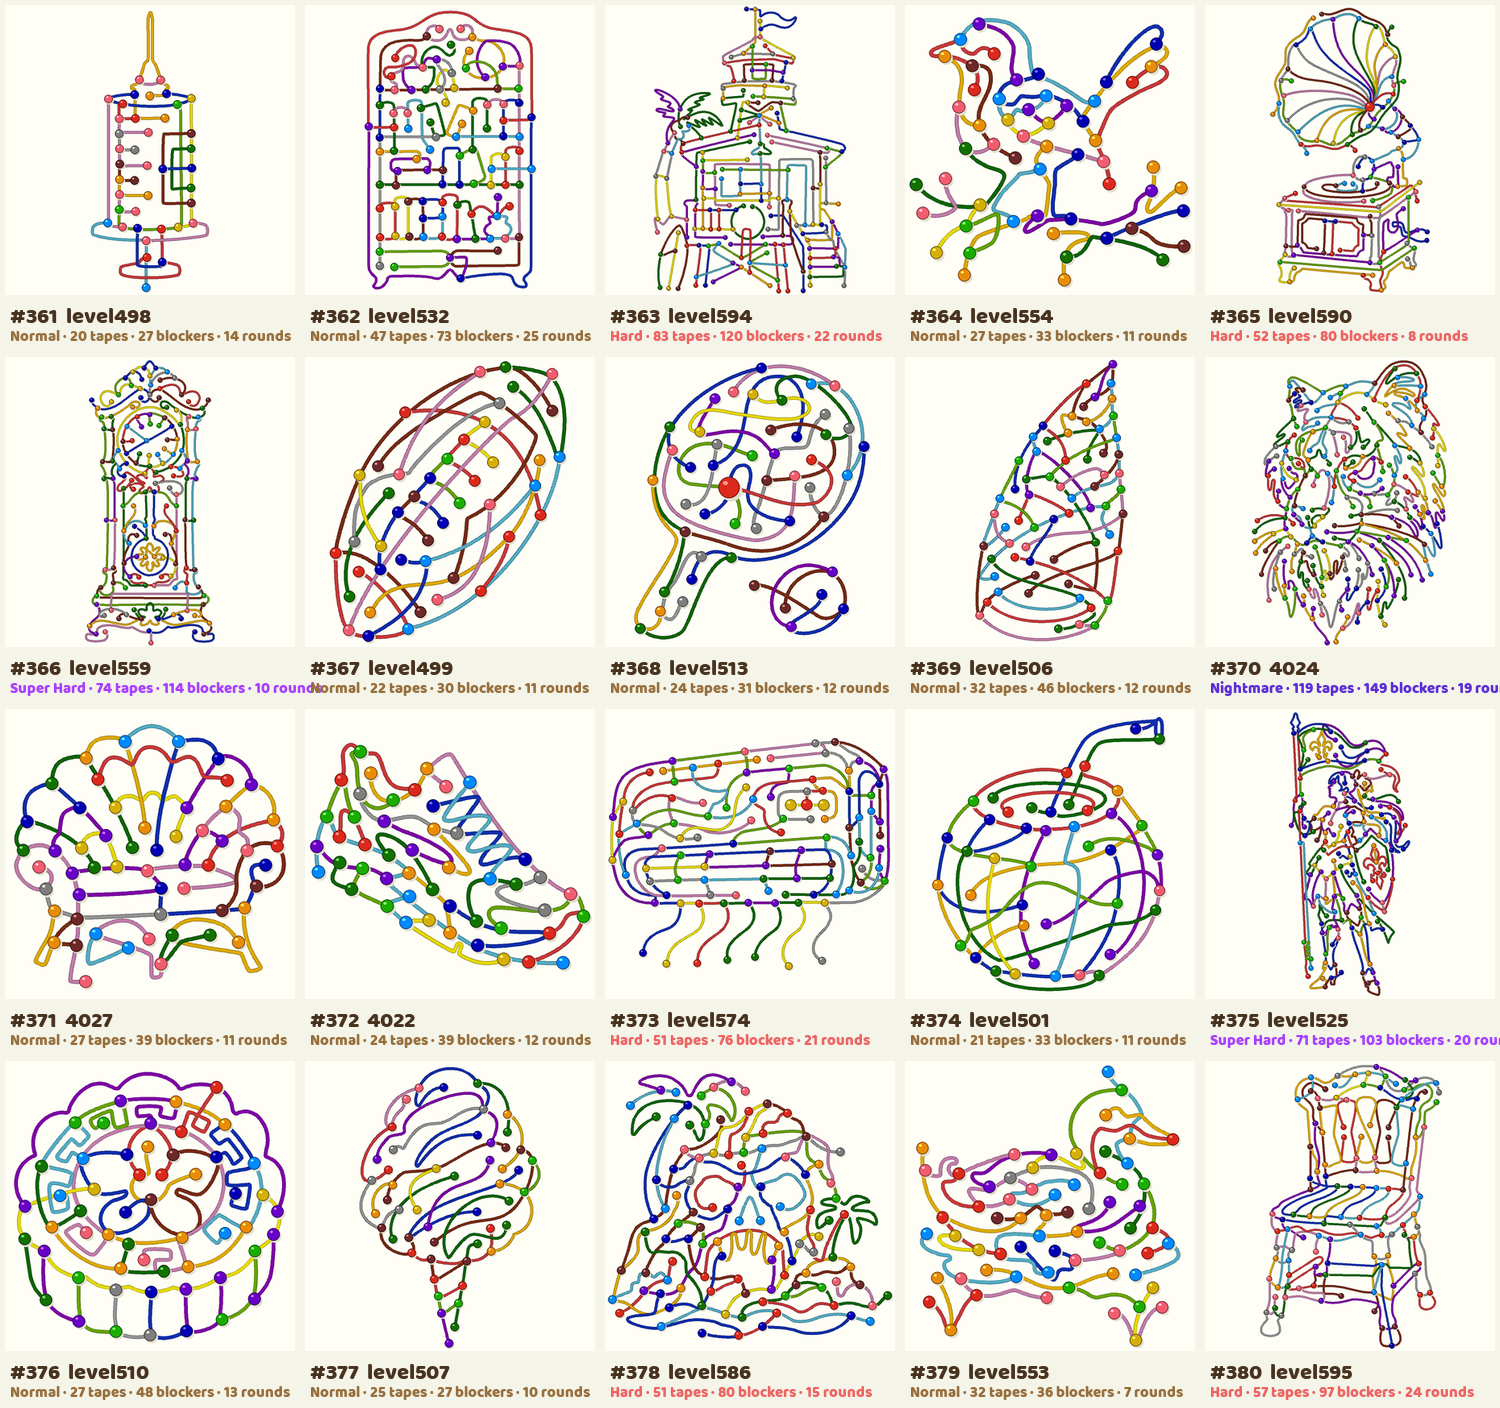 #361 level498
Normal · 20 tapes · 27 blockers · 14 rounds
#362 level532
Normal · 47 tapes · 73 blockers · 25 rounds
#363 level594
Hard · 83 tapes · 120 blockers · 22 rounds
#364 level554
Normal · 27 tapes · 33 blockers · 11 rounds
#365 level590
Hard · 52 tapes · 80 blockers · 8 rounds
#366 level559
Super Hard · 74 tapes · 114 blockers · 10 rounds
#367 level499
Normal · 22 tapes · 30 blockers · 11 rounds
#368 level513
Normal · 24 tapes · 31 blockers · 12 rounds
#369 level506
Normal · 32 tapes · 46 blockers · 12 rounds
#370 4024
Nightmare · 119 tapes · 149 blockers · 19 rou
#371 4027
Normal · 27 tapes · 39 blockers · 11 rounds
#372 4022
Normal · 24 tapes · 39 blockers · 12 rounds
#373 level574
Hard · 51 tapes · 76 blockers · 21 rounds
#374 level501
Normal · 21 tapes · 33 blockers · 11 rounds
#375 level525
Super Hard · 71 tapes · 103 blockers · 20 rou
#376 level510
Normal · 27 tapes · 48 blockers · 13 rounds
#377 level507
Normal · 25 tapes · 27 blockers · 10 rounds
#378 level586
Hard · 51 tapes · 80 blockers · 15 rounds
#379 level553
Normal · 32 tapes · 36 blockers · 7 rounds
#380 level595
Hard · 57 tapes · 97 blockers · 24 rounds